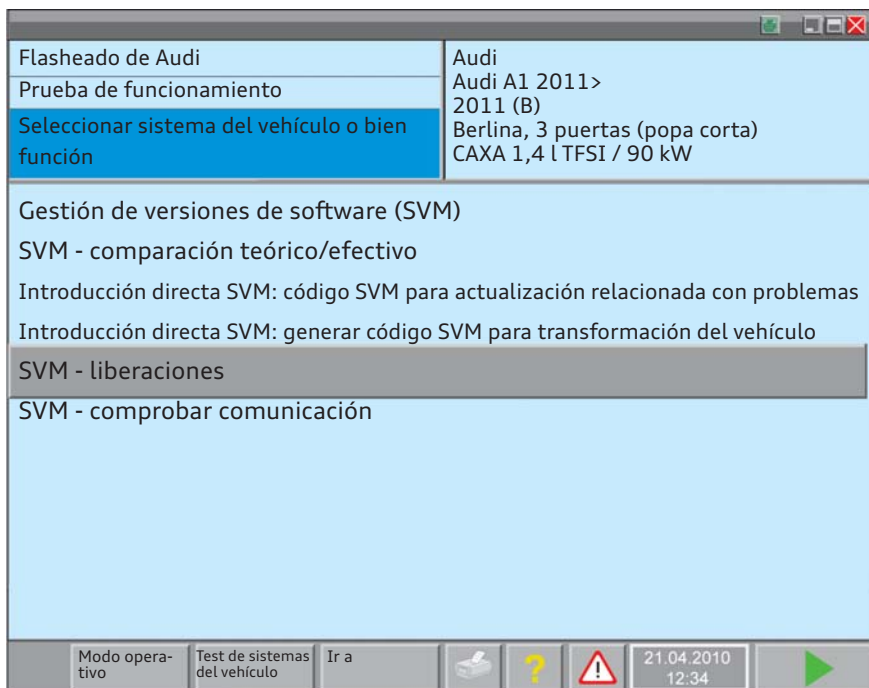 Flasheado de Audi
Prueba de funcionamiento
Seleccionar sistema del vehículo o bien
función
Audi
Audi A1 2011>
2011 (B)
Berlina, 3 puertas (popa corta)
CAXA 1,4 l TFSI / 90 kW
Gestión de versiones de software (SVM)
SVM - comparación teórico/efectivo
Introducción directa SVM: código SVM para actualización relacionada con problemas
Introducción directa SVM: generar código SVM para transformación del vehículo
SVM - liberaciones
SVM - comprobar comunicación
Modo opera-
tivo
Test de sistemas
del vehículo
Ir a
?
21.04.2010
12:34